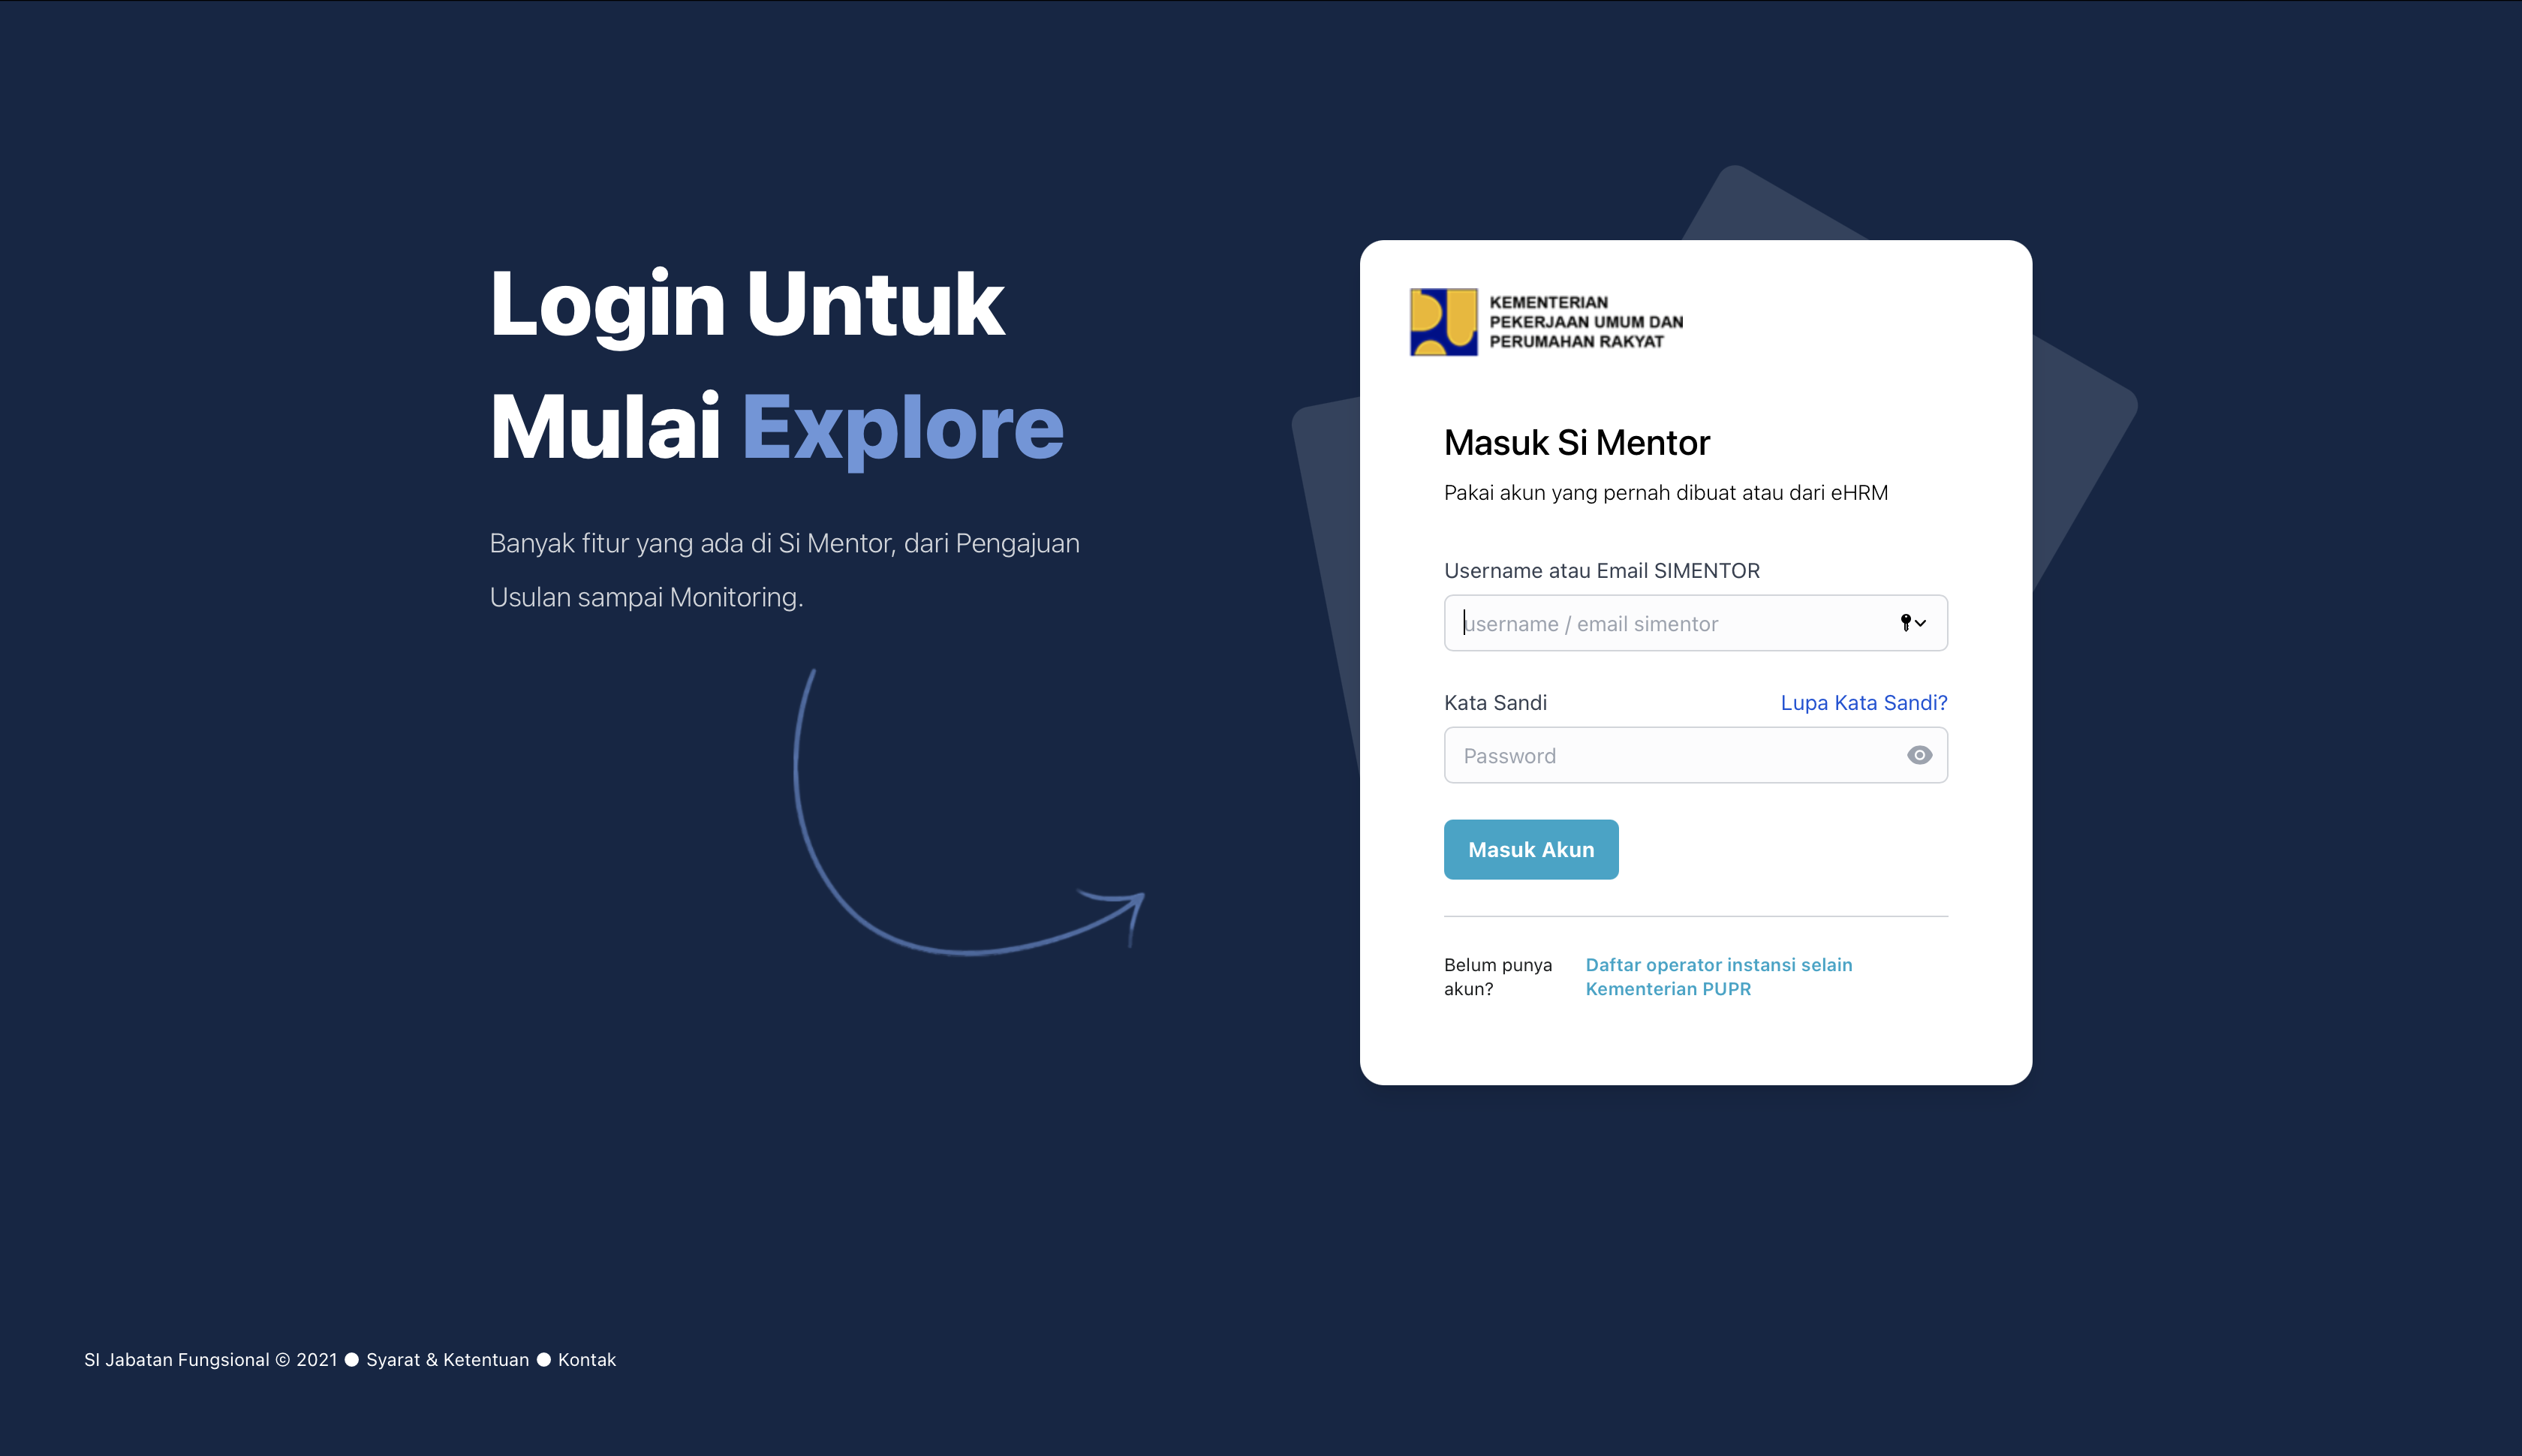 Login Untuk
Mulai Explore
Banyak fitur yang ada di Si Mentor, dari Pengajuan
Usulan sampai Monitoring.
KEMENTERIAN
PEKERJAAN UMUM DAN
PERUMAHAN RAKYAT
Masuk Si Mentor
Pakai akun yang pernah dibuat atau dari eHRM
Username atau Email SIMENTOR
username / email simentor
Kata Sandi Lupa Kata Sandi?
Password
Masuk Akun
Belum punya
akun?
Daftar operator instansi selain
Kementerian PUPR
SI Jabatan Fungsional © 2021 ● Syarat & Ketentuan ● Kontak